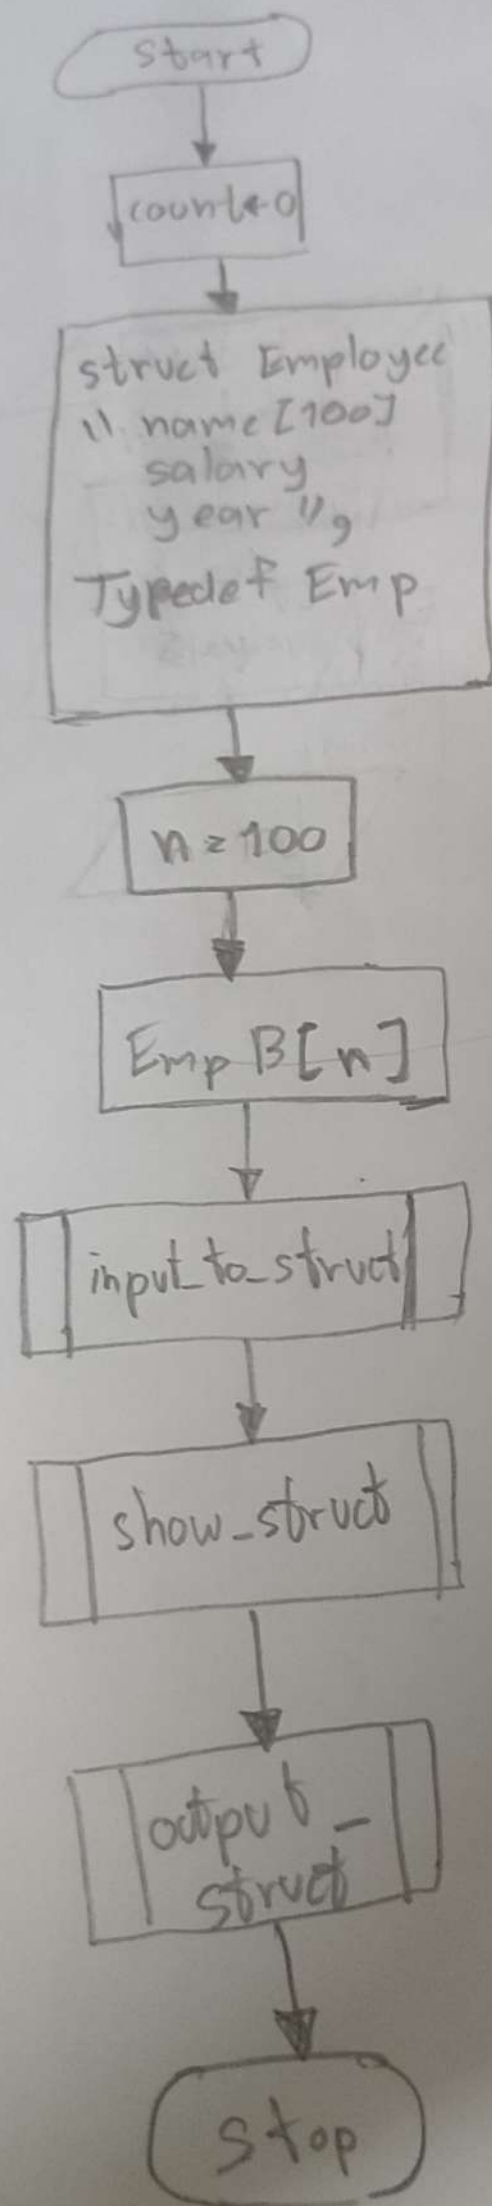 start
count←0
struct Employee
" name [100]
salary
year ",
Typedef Emp
n = 100
Emp B[n]
input_to_struct
show_struct
output_
struct
stop